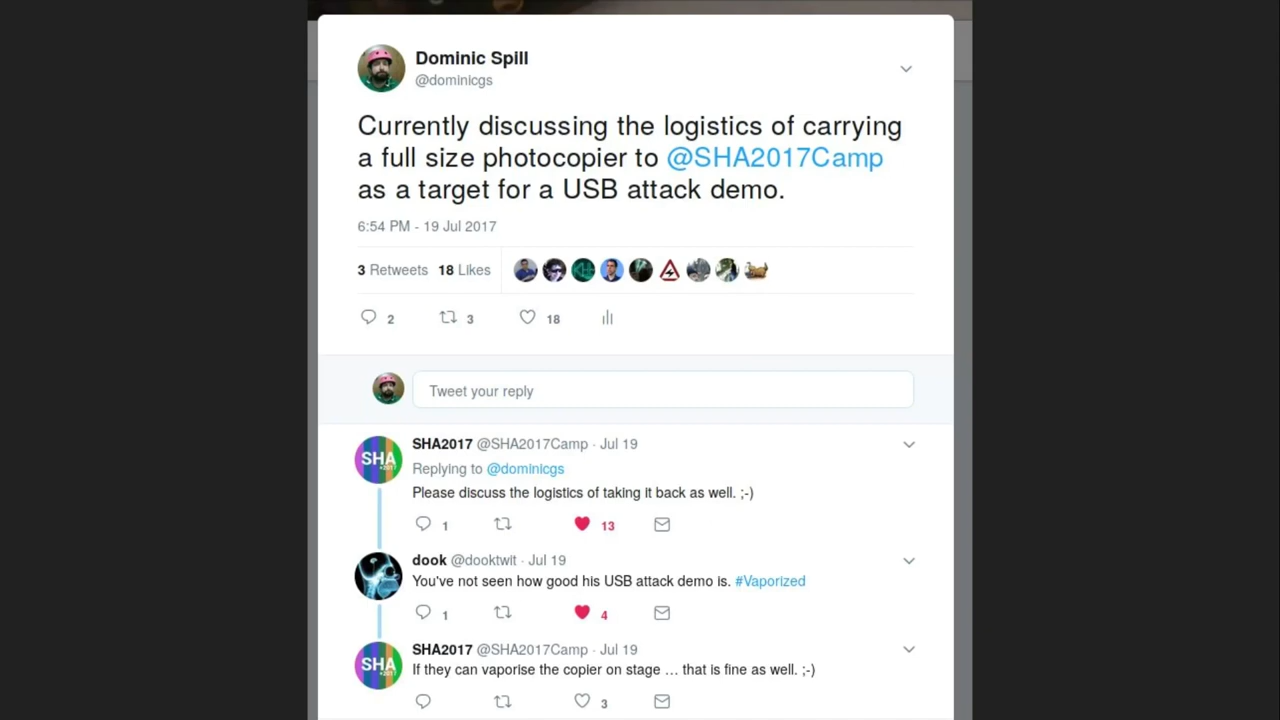 Dominic Spill
@dominicgs
Currently discussing the logistics of carrying
a full size photocopier to @SHA2017Camp
as a target for a USB attack demo.
6:54 PM - 19 Jul 2017
3 Retweets 18 Likes
2 3 18
Tweet your reply
SHA2017 @SHA2017Camp · Jul 19
Replying to @dominicgs
Please discuss the logistics of taking it back as well. ;-)
1 13
dook @dooktwit · Jul 19
You've not seen how good his USB attack demo is. #Vaporized
1 4
SHA2017 @SHA2017Camp · Jul 19
If they can vaporise the copier on stage … that is fine as well. ;-)
3
SHA
SHA